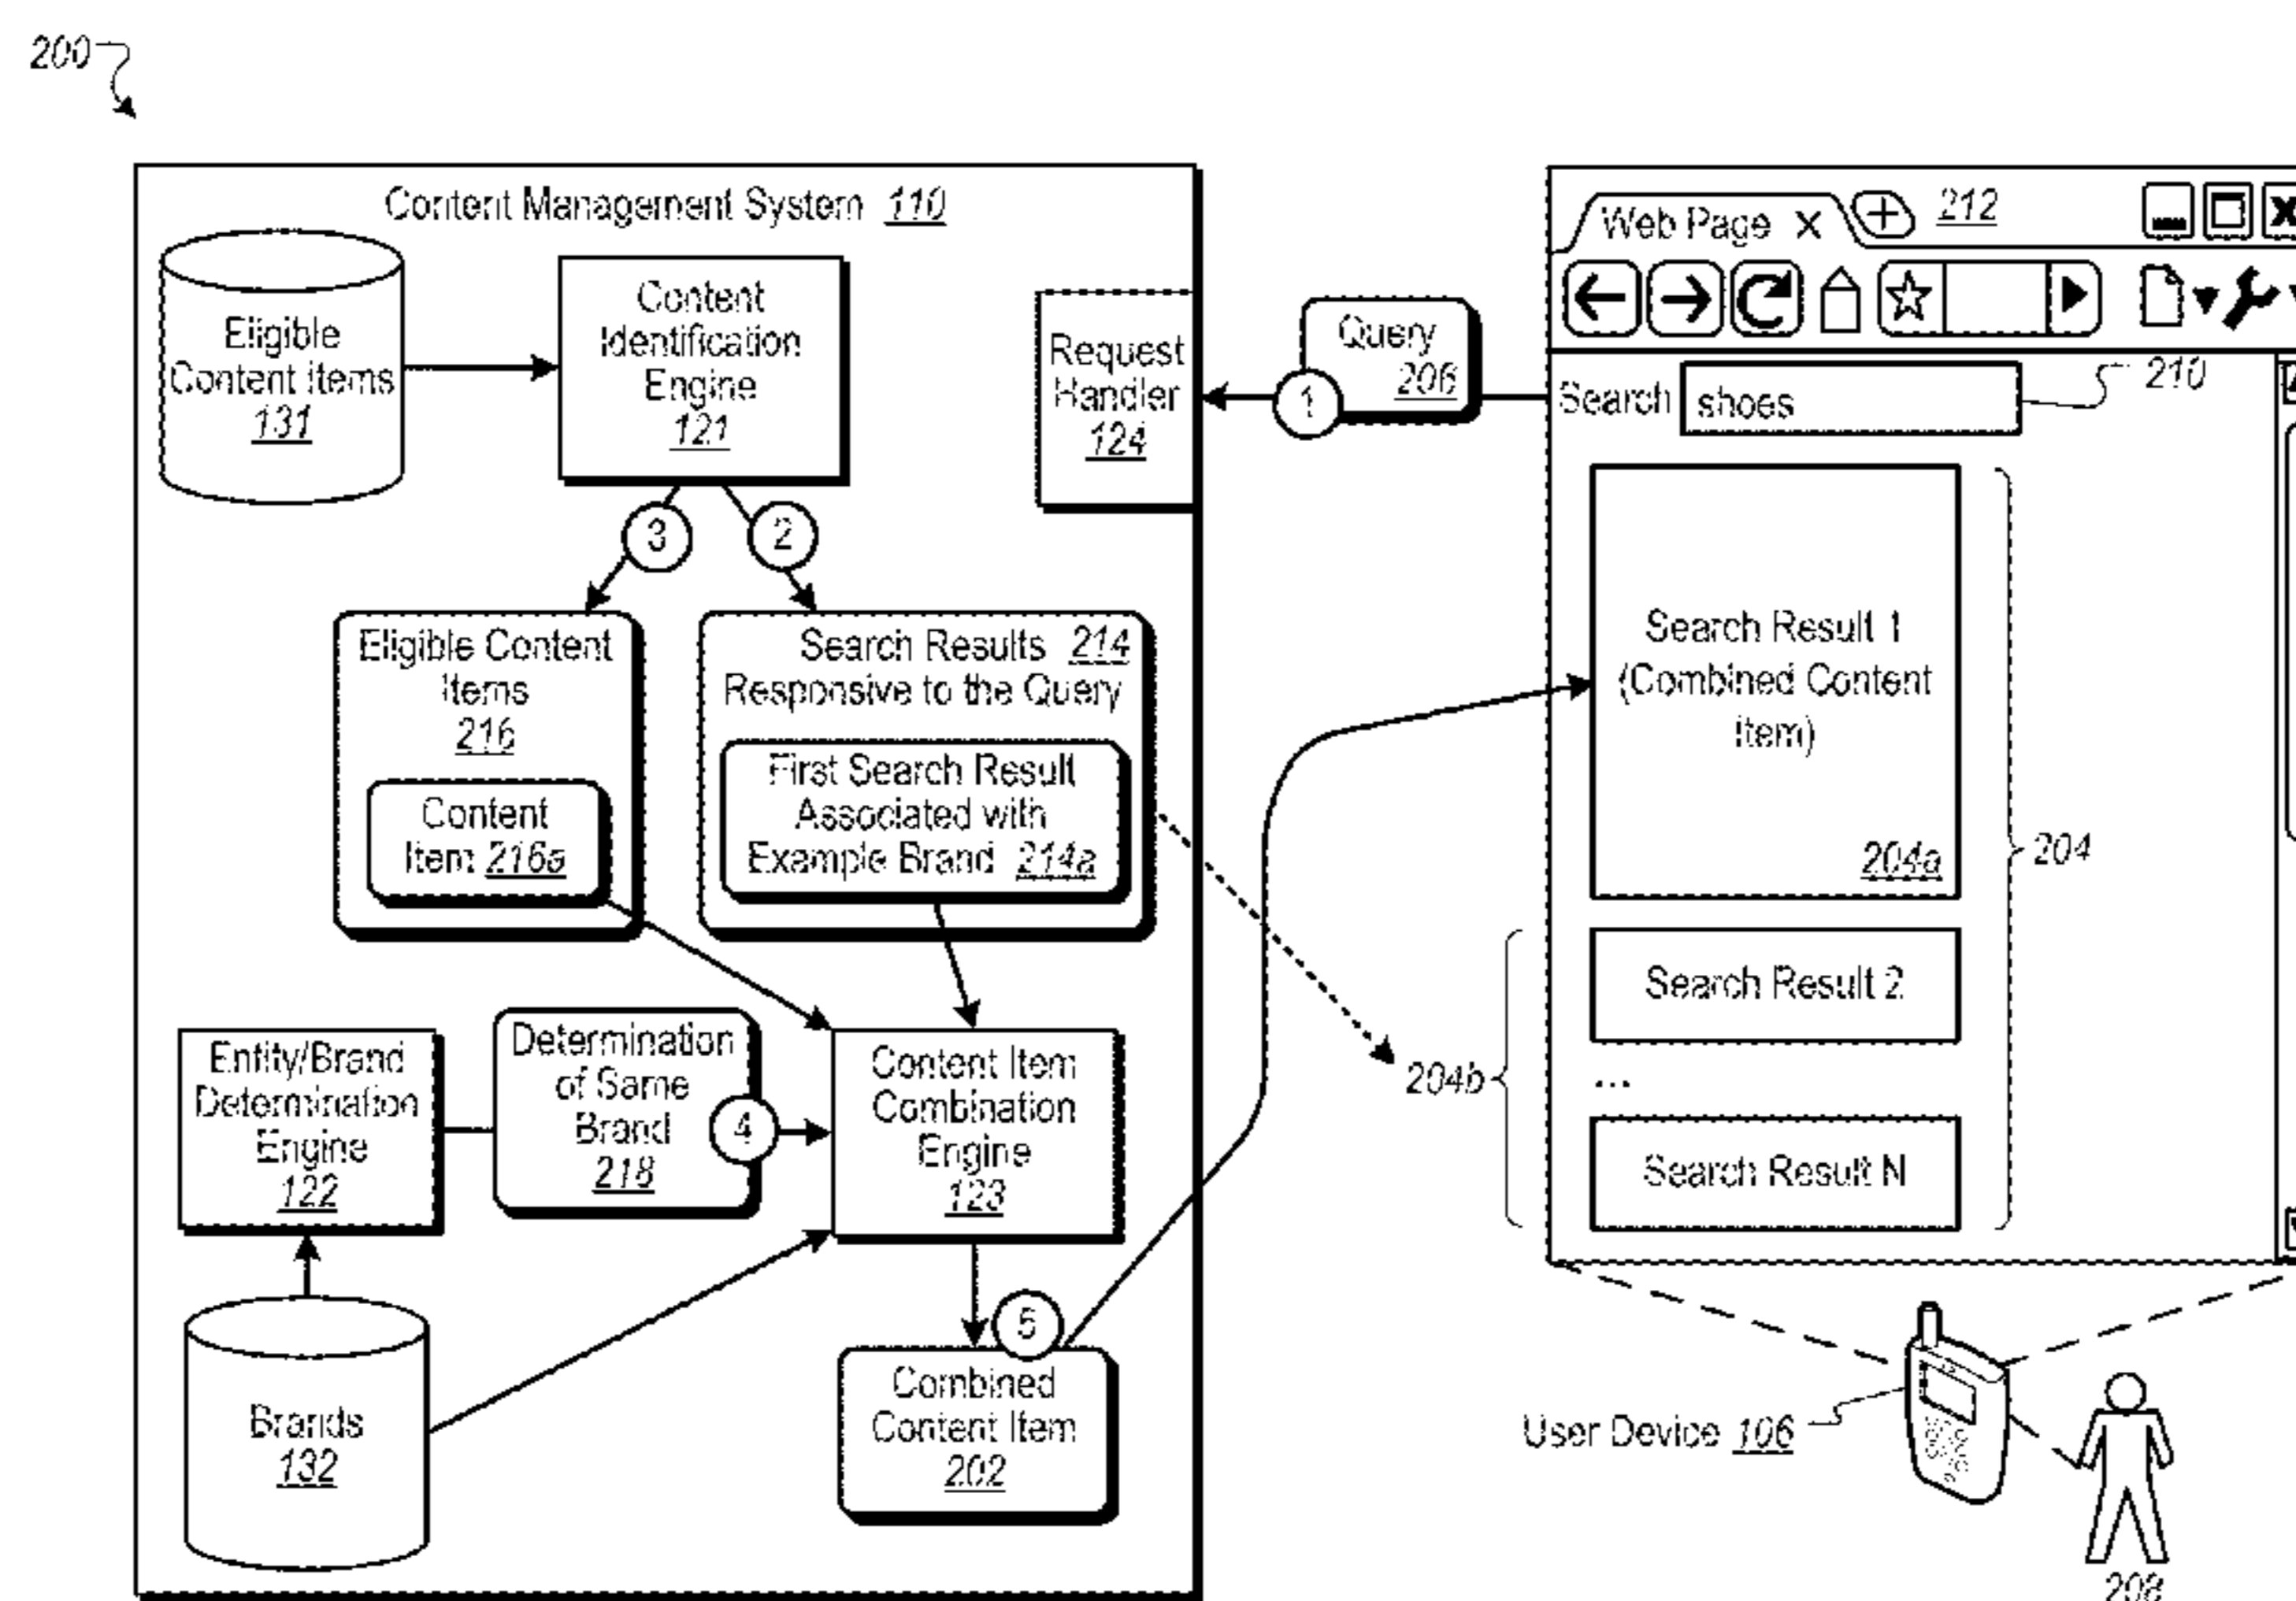 200
Content Management System 110
Eligible
Content Items
131
Content
Identification
Engine
121
Request
Handler
124
Query
206
1
Web Page X
212
Search
shoes
210
3
2
Eligible Content
Items
216
Content
Item 216a
Search Results 214
Responsive to the Query
First Search Result
Associated with
Example Brand 214a
Search Result 1
(Combined Content
Item)
204a
204
Search Result 2
...
Search Result N
204b
Entity/Brand
Determination
Engine
122
Determination
of Same
Brand
218
4
Content Item
Combination
Engine
123
Brands
132
5
Combined
Content Item
202
User Device 106
208